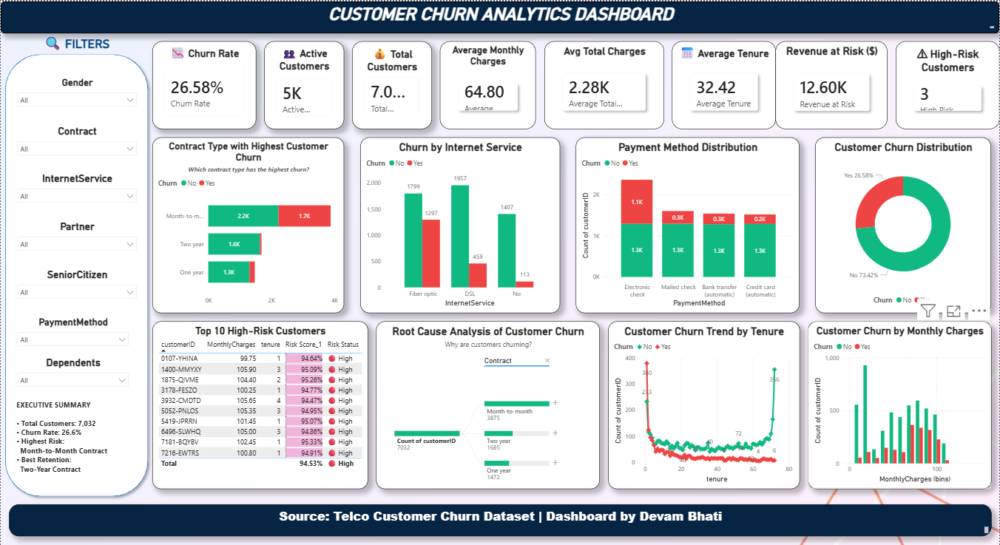 CUSTOMER CHURN ANALYTICS DASHBOARD
FILTERS
Gender
All
Contract
All
InternetService
All
Partner
All
SeniorCitizen
All
PaymentMethod
All
Dependents
All
EXECUTIVE SUMMARY
• Total Customers: 7,032
• Churn Rate: 26.6%
• Highest Risk:
Month-to-Month Contract
• Best Retention:
Two-Year Contract
Churn Rate
26.58%
Churn Rate
Active
Customers
5K
Active...
Total
Customers
7.0...
Total...
Average Monthly
Charges
64.80
Average
Avg Total Charges
2.28K
Average Total...
Average Tenure
32.42
Average Tenure
Revenue at Risk ($)
12.60K
Revenue at Risk
High-Risk
Customers
3
High Risk
Contract Type with Highest Customer
Churn
Which contract type has the highest churn?
Churn No Yes
Month-to-m... 2.2K 1.7K
Two year 1.6K
One year 1.3K
0K 2K 4K
Churn by Internet Service
Churn No Yes
2,000
1,500
1,000
500
0
1799 1297 1957 459 1407 113
Fiber optic DSL No
InternetService
Payment Method Distribution
Churn No Yes
Count of customerID
2K
1K
0K
1.1K 0.3K 0.3K 0.2K
1.3K 1.3K 1.3K 1.3K
Electronic check Mailed check Bank transfer (automatic) Credit card (automatic)
PaymentMethod
Customer Churn Distribution
Yes 26.58%
No 73.42%
Churn No
Top 10 High-Risk Customers
customerID MonthlyCharges tenure Risk Score_1 Risk Status
0107-YHINA 99.75 1 94.64% High
1400-MMYXY 105.90 3 95.09% High
1875-QIVME 104.40 2 95.26% High
3178-FESZO 100.25 1 94.77% High
3932-CMDTD 105.65 4 94.47% High
5052-PNLOS 105.35 3 94.95% High
5419-JPRRN 101.45 1 95.07% High
6496-SLWHQ 105.00 3 94.86% High
7181-BQYBV 102.45 1 95.33% High
7216-EWTRS 100.80 1 94.91% High
Total 94.53% High
Root Cause Analysis of Customer Churn
Why are customers churning?
Contract
Count of customerID
7032
Month-to-month
3875
Two year
1685
One year
1472
Customer Churn Trend by Tenure
Churn No Yes
Count of customerID
400
300
200
100
0
380
233
356
72
40
4
6
0 20 40 60 80
tenure
Customer Churn by Monthly Charges
Churn No Yes
Count of customerID
1,000
500
0
0 100
MonthlyCharges (bins)
Source: Telco Customer Churn Dataset | Dashboard by Devam Bhati